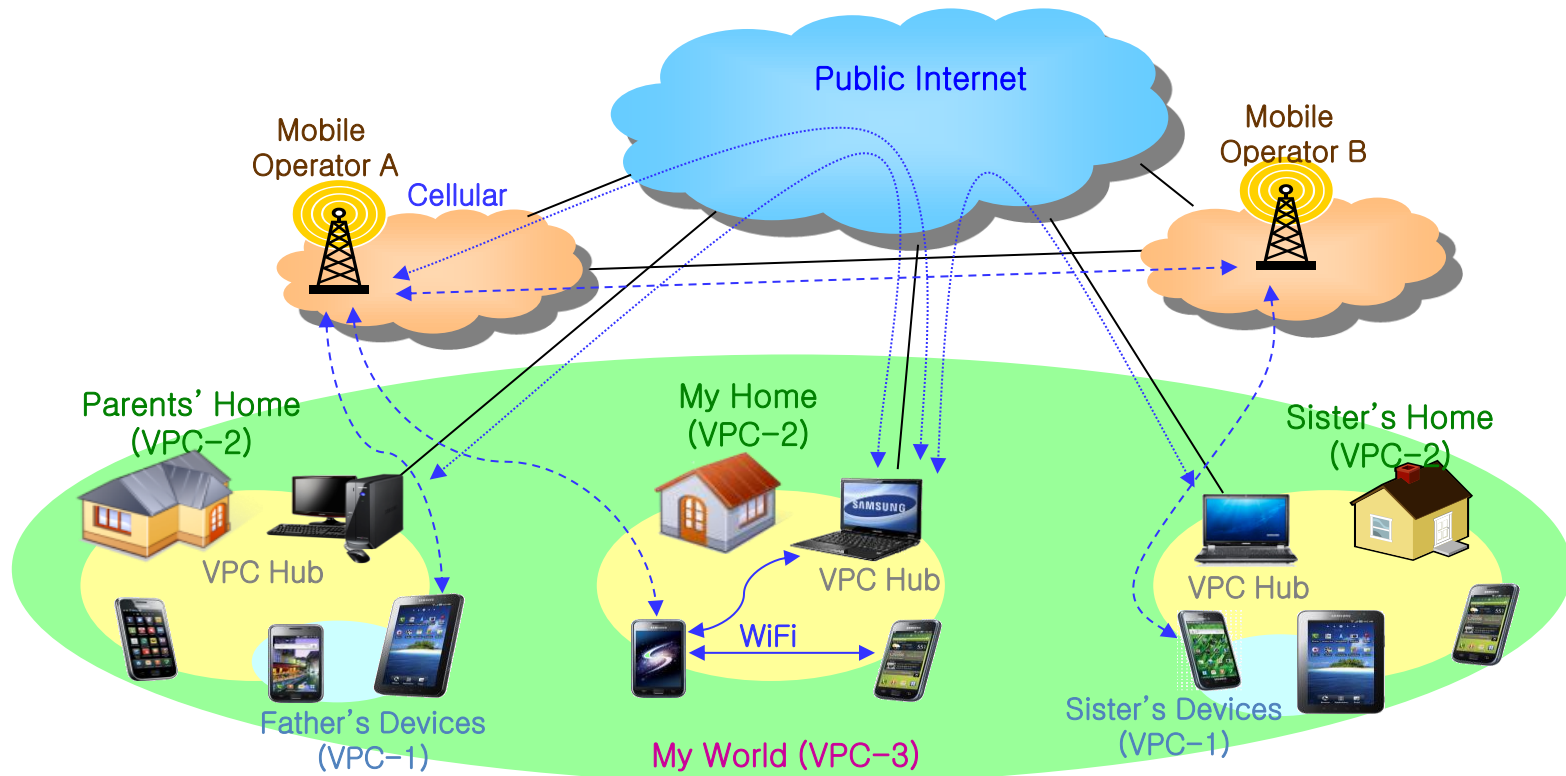 Public Internet
Mobile
Operator A
Mobile
Operator B
Cellular
Parents' Home
(VPC-2)
My Home
(VPC-2)
Sister's Home
(VPC-2)
SAMSUNG
VPC Hub
VPC Hub
VPC Hub
WiFi
Father's Devices
(VPC-1)
Sister's Devices
(VPC-1)
My World (VPC-3)